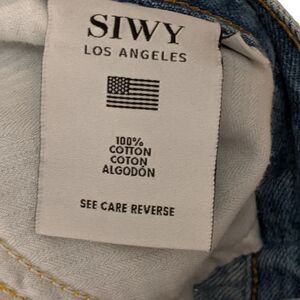 SIWY
LOS ANGELES
100%
COTTON
COTON
ALGODÓN
SEE CARE REVERSE